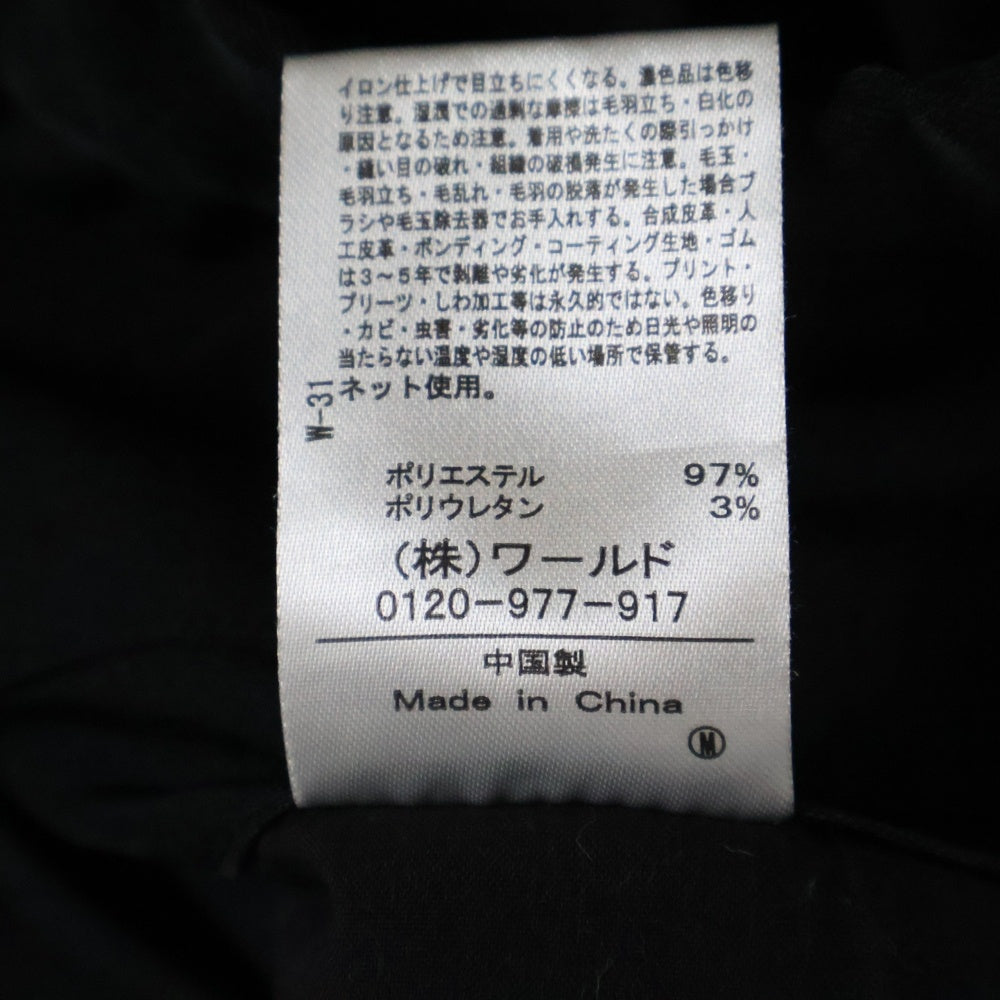 イロン仕上げで目立ちにくくなる。濃色品は色移
り注意。湿潤での過剰な摩擦は毛羽立ち・白化の
原因となるため注意。着用や洗たくの際引っかけ
・縫い目の破れ・組織の破損発生に注意。毛玉・
毛羽立ち・毛乱れ・毛羽の脱落が発生した場合ブ
ラシや毛玉除去器でお手入れする。合成皮革・人
工皮革・ボンディング・コーティング生地・ゴム
は3～5年で剥離や劣化が発生する。プリント・
プリーツ・しわ加工等は永久的ではない。色移り
・カビ・虫害・劣化等の防止のため日光や照明の
当たらない温度や湿度の低い場所で保管する。
ネット使用。
W-31
ポリエステル 97%
ポリウレタン 3%
(株)ワールド
0120-977-917
中国製
Made in China
M